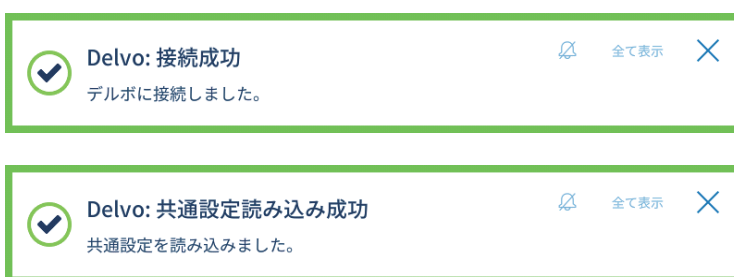 Delvo: 接続成功
全て表示
デルボに接続しました。
Delvo: 共通設定読み込み成功
全て表示
共通設定を読み込みました。